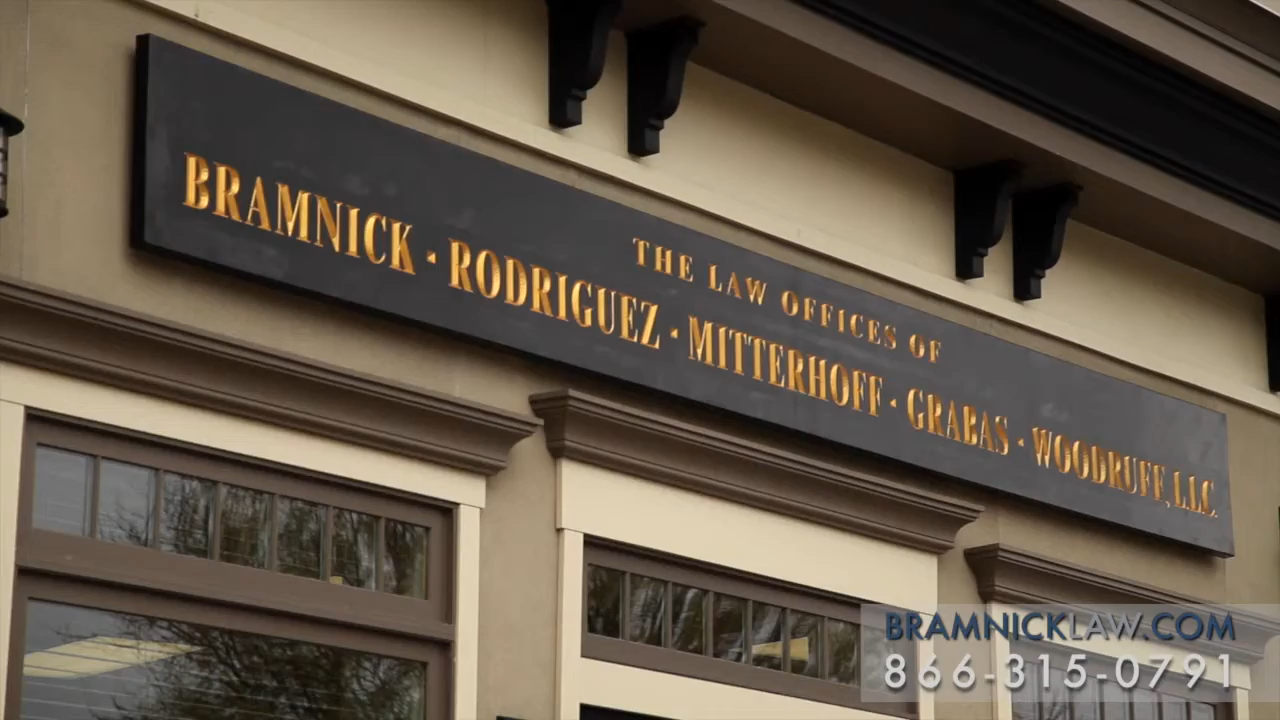 THE LAW OFFICES OF
BRAMNICK · RODRIGUEZ · MITTERHOFF · GRABAS · WOODRUFF, LLC.
BRAMNICKLAW.COM
866-315-0791